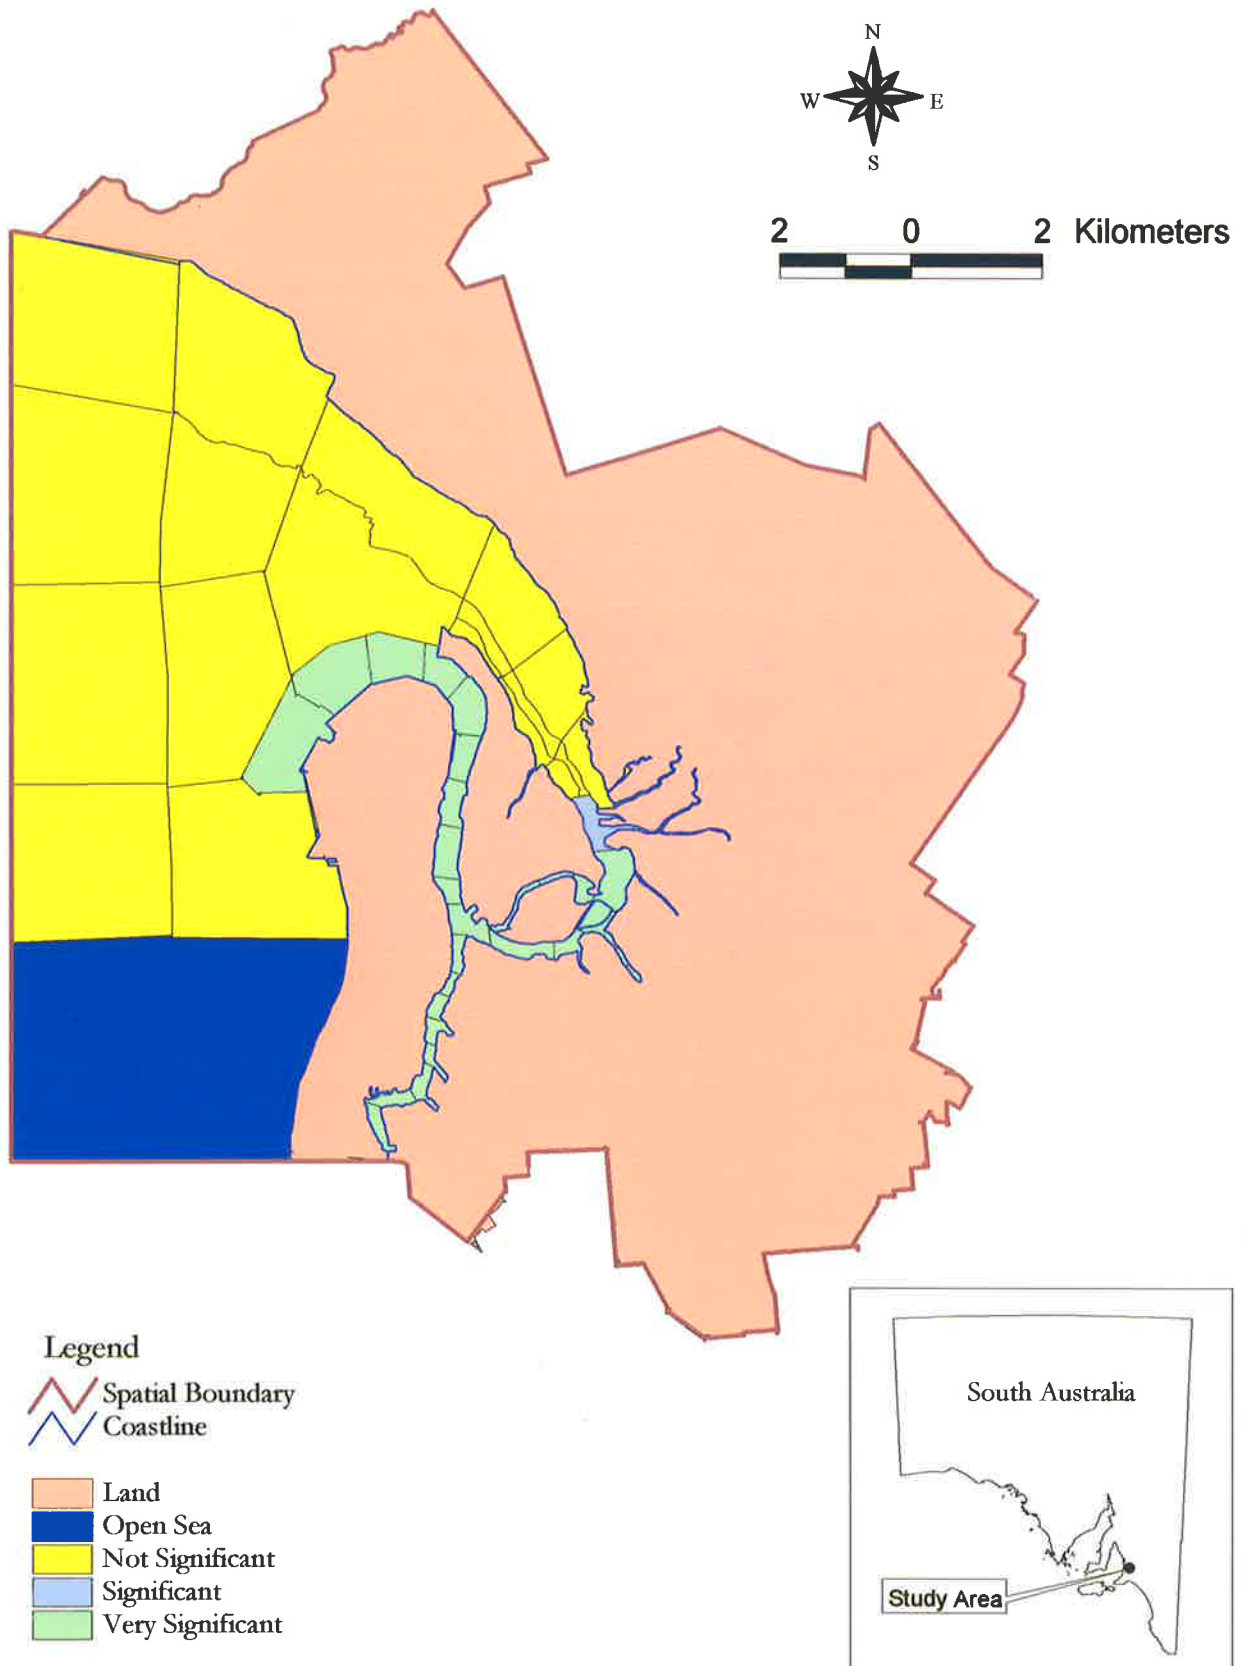 N
W E
S
2 0 2 Kilometers
Legend
Spatial Boundary
Coastline
Land
Open Sea
Not Significant
Significant
Very Significant
South Australia
Study Area